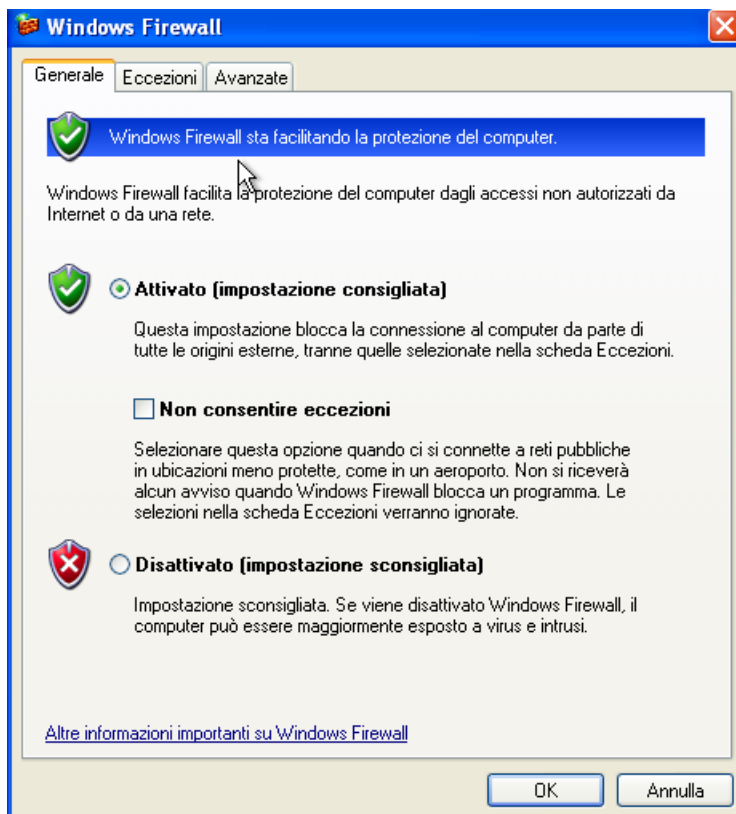 Windows Firewall
Generale Eccezioni Avanzate
Windows Firewall sta facilitando la protezione del computer.
Windows Firewall facilita la protezione del computer dagli accessi non autorizzati da
Internet o da una rete.
Attivato (impostazione consigliata)
Questa impostazione blocca la connessione al computer da parte di
tutte le origini esterne, tranne quelle selezionate nella scheda Eccezioni.
Non consentire eccezioni
Selezionare questa opzione quando ci si connette a reti pubbliche
in ubicazioni meno protette, come in un aeroporto. Non si riceverà
alcun avviso quando Windows Firewall blocca un programma. Le
selezioni nella scheda Eccezioni verranno ignorate.
Disattivato (impostazione sconsigliata)
Impostazione sconsigliata. Se viene disattivato Windows Firewall, il
computer può essere maggiormente esposto a virus e intrusi.
Altre informazioni importanti su Windows Firewall
OK Annulla